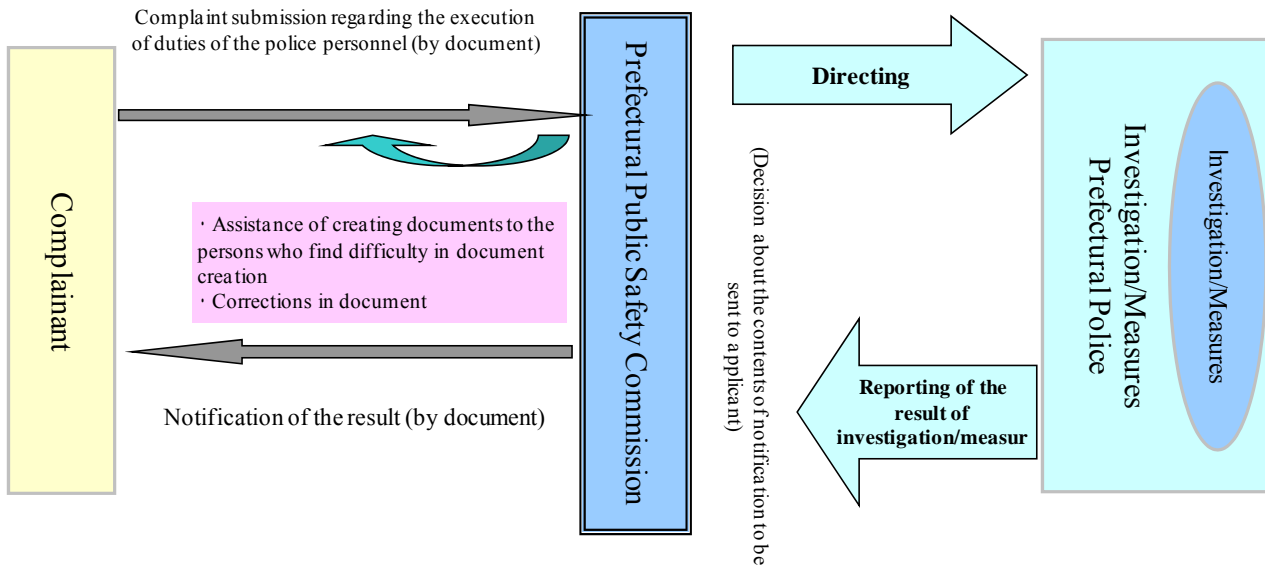 Complaint submission regarding the execution
of duties of the police personnel (by document)
Complainant
· Assistance of creating documents to the
persons who find difficulty in document
creation
· Corrections in document
Notification of the result (by document)
Prefectural Public Safety Commission
Directing
(Decision about the contents of notification to be
sent to applicant)
Reporting of the
result of
investigation/measur
Investigation/Measures
Prefectural Police
Investigation/Measures